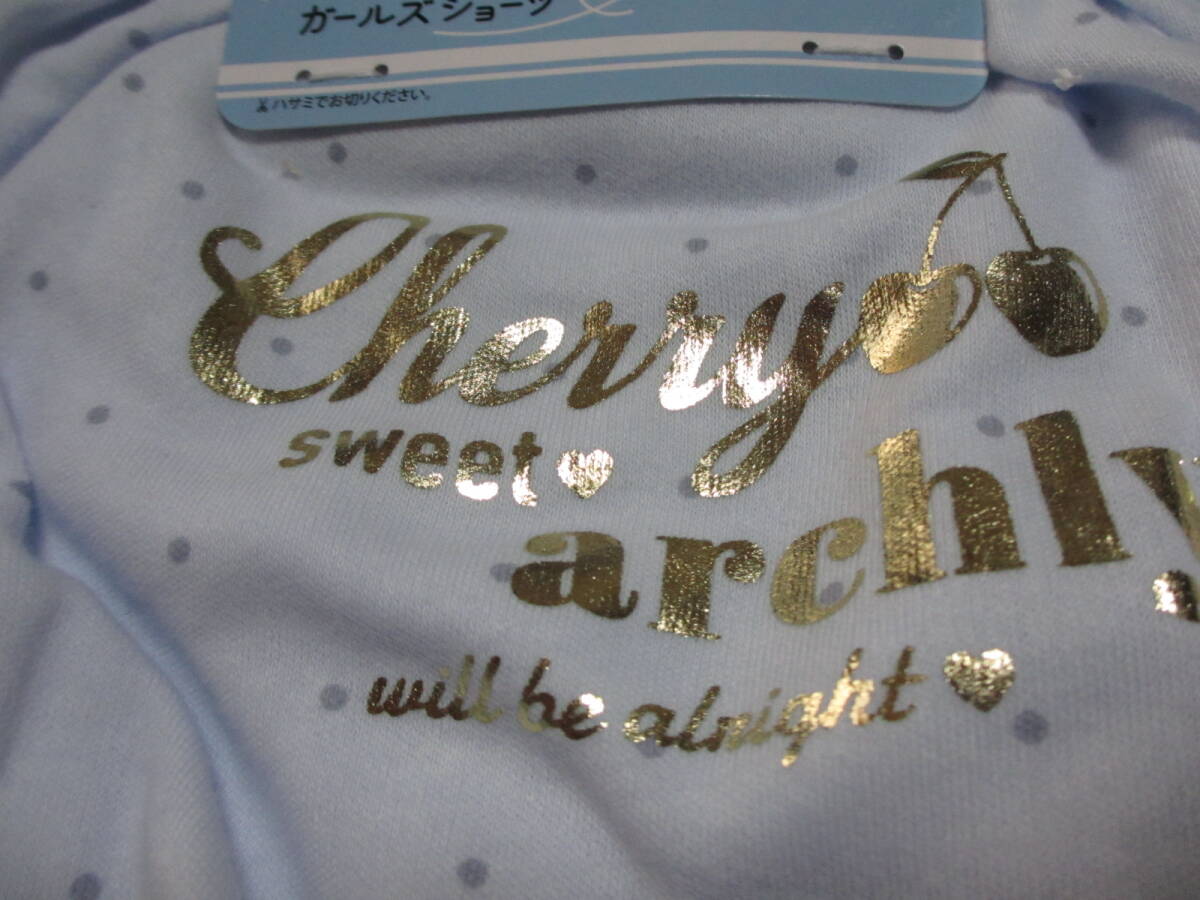 ガールズショーツ
ハサミでお切りください。
Cherry
sweet
archly
will be alright